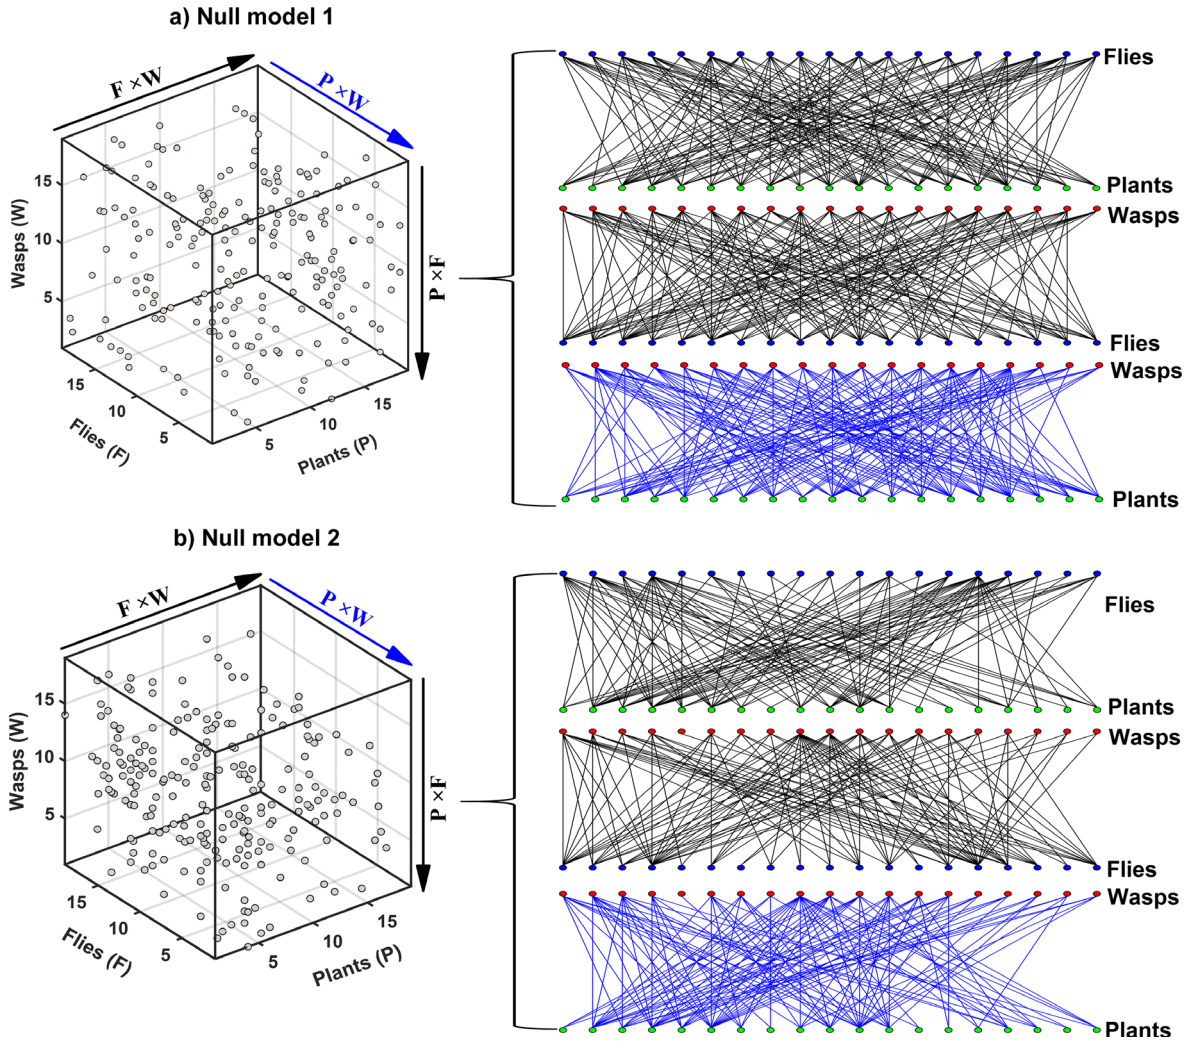 a) Null model 1
F ×W
P ×W
P ×F
Wasps (W)
15
10
5
Flies (F)
15
10
5
Plants (P)
5
10
15
Flies
Plants
Wasps
Flies
Wasps
Plants
b) Null model 2
F ×W
P ×W
P ×F
Wasps (W)
15
10
5
Flies (F)
15
10
5
Plants (P)
5
10
15
Flies
Plants
Wasps
Flies
Wasps
Plants